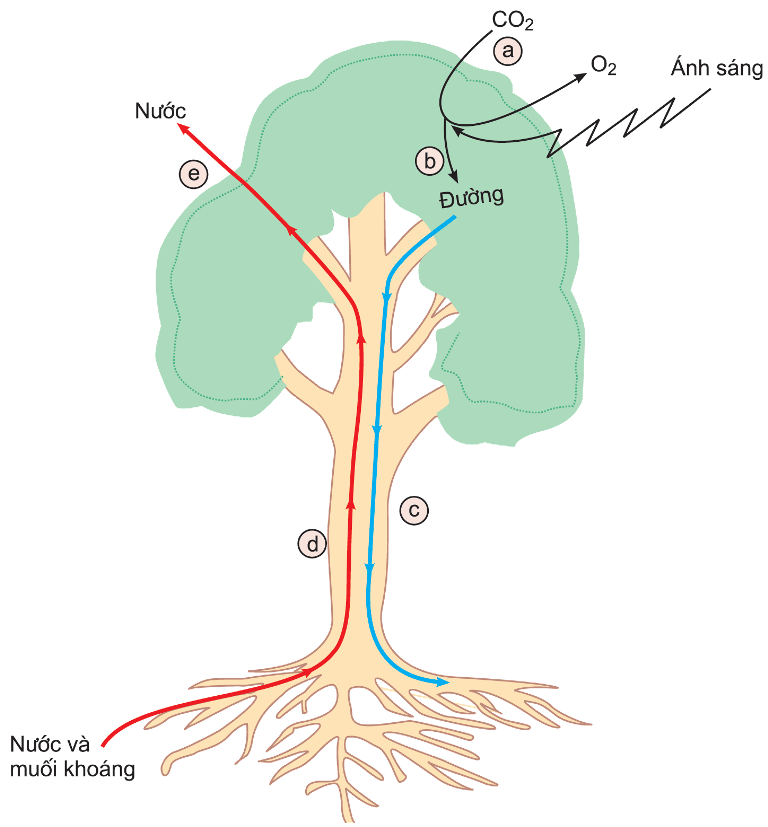 CO₂
a
O₂
Ánh sáng
Nước
e
b
Đường
c
d
Nước và
muối khoáng